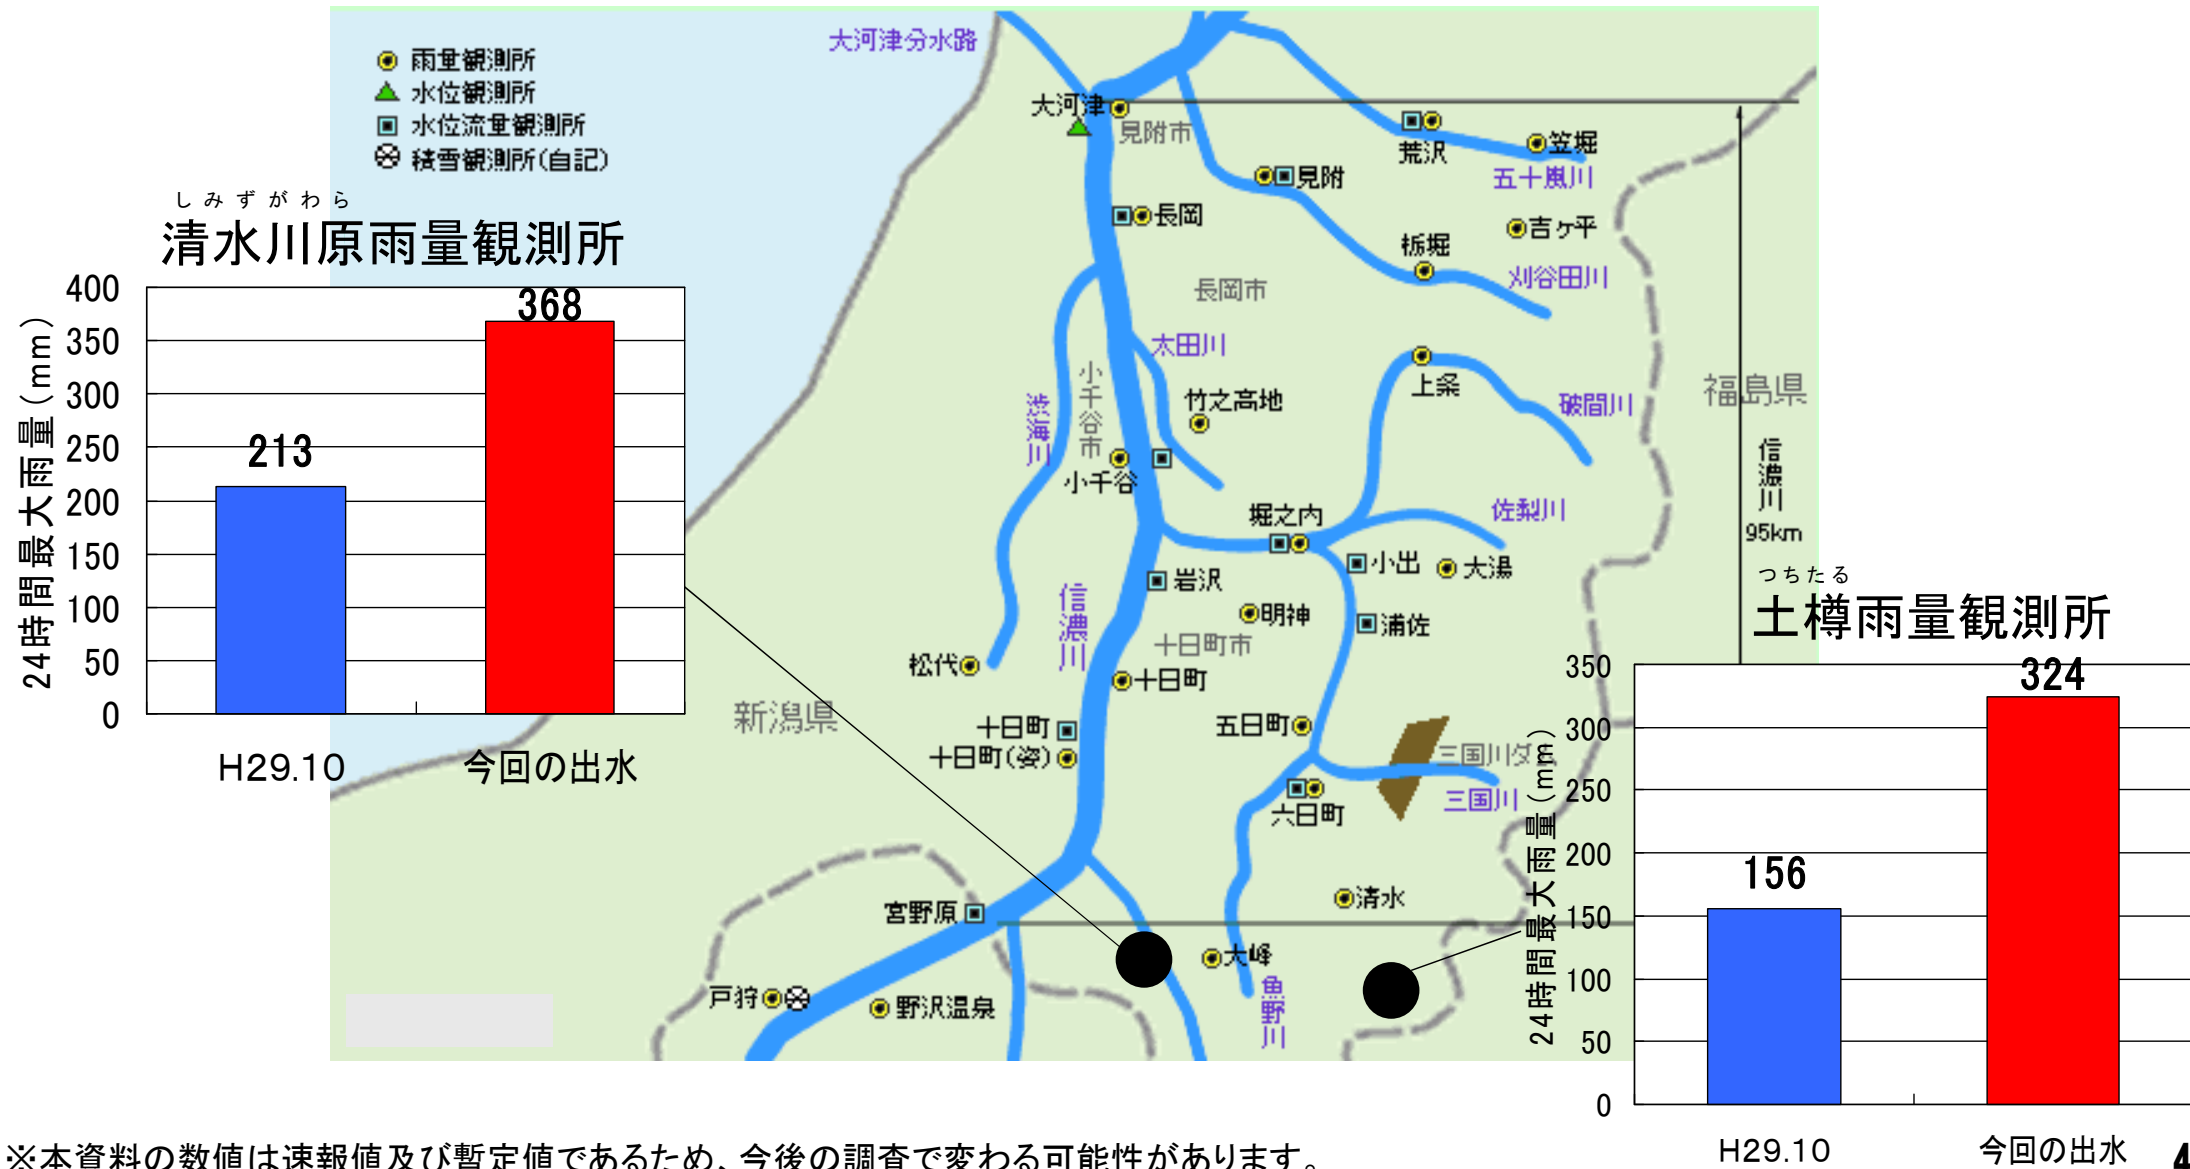 大河津分水路
雨量観測所
水位観測所
水位流量観測所
積雪観測所(自記)
大河津
見附市
荒沢
笠堀
五十嵐川
見附
長岡
吉ヶ平
栃堀
刈谷田川
長岡市
太田川
小千谷市
渋海川
竹之高地
上条
破間川
福島県
小千谷
信濃川
95km
堀之内
佐梨川
小出
大湯
岩沢
信濃川
明神
浦佐
十日町市
松代
十日町
新潟県
十日町
五日町
十日町(姿)
三国川ダ
三国川
六日町
清水
宮野原
大峰
魚野川
戸狩
野沢温泉
しみずがわら
清水川原雨量観測所
24時間最大雨量(mm)
400
350
300
250
200
150
100
50
0
213
368
H29.10
今回の出水
つちたる
土樽雨量観測所
24時間最大雨量(mm)
350
300
250
200
150
100
50
0
156
324
H29.10
今回の出水
※本資料の数値は速報値及び暫定値であるため、今後の調査で変わる可能性があります。
4